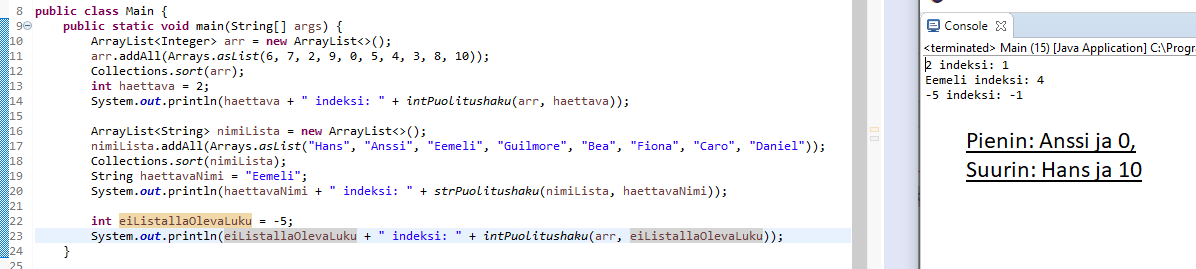 8 public class Main {
9 public static void main(String[] args) {
10 ArrayList<Integer> arr = new ArrayList<>();
11 arr.addAll(Arrays.asList(6, 7, 2, 9, 0, 5, 4, 3, 8, 10));
12 Collections.sort(arr);
13 int haettava = 2;
14 System.out.println(haettava + " indeksi: " + intPuolitushaku(arr, haettava));
15
16 ArrayList<String> nimiLista = new ArrayList<>();
17 nimiLista.addAll(Arrays.asList("Hans", "Anssi", "Eemeli", "Guilmore", "Bea", "Fiona", "Caro", "Daniel"));
18 Collections.sort(nimiLista);
19 String haettavaNimi = "Eemeli";
20 System.out.println(haettavaNimi + " indeksi: " + strPuolitushaku(nimiLista, haettavaNimi));
21
22 int eiListallaOlevaLuku = -5;
23 System.out.println(eiListallaOlevaLuku + " indeksi: " + intPuolitushaku(arr, eiListallaOlevaLuku));
24 }
25
Console
<terminated> Main (15) [Java Application] C:\Progra
2 indeksi: 1
Eemeli indeksi: 4
-5 indeksi: -1
Pienin: Anssi ja 0,
Suurin: Hans ja 10